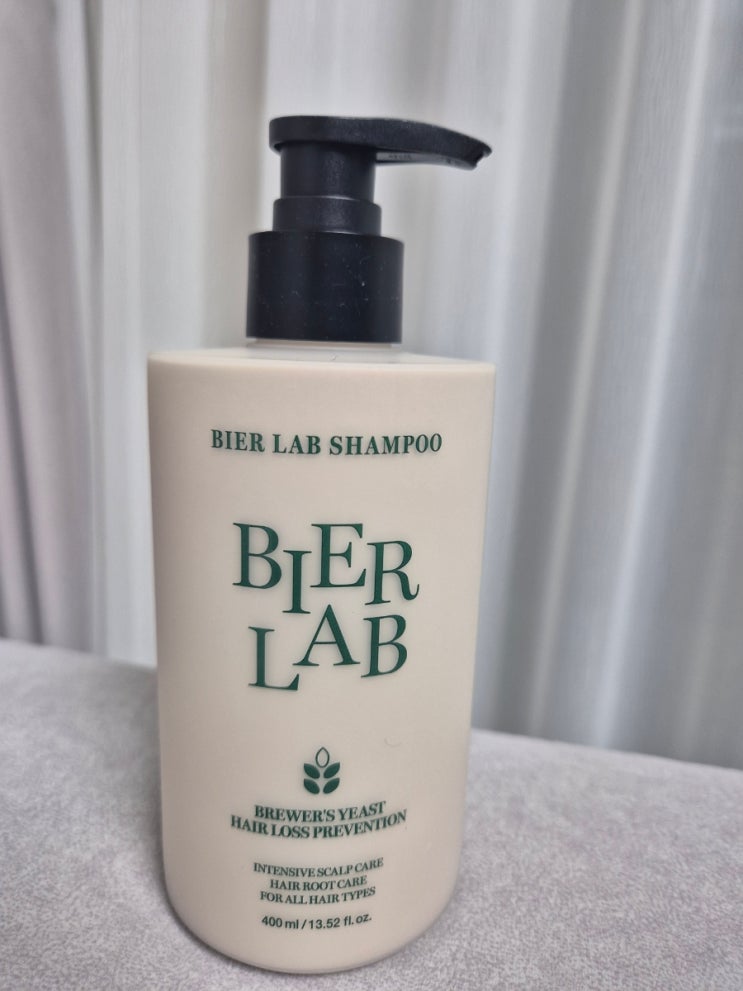 BIER LAB SHAMPOO
BIER
LAB
BREWER'S YEAST
HAIR LOSS PREVENTION
INTENSIVE SCALP CARE
HAIR ROOT CARE
FOR ALL HAIR TYPES
400 ml / 13.52 fl. oz.